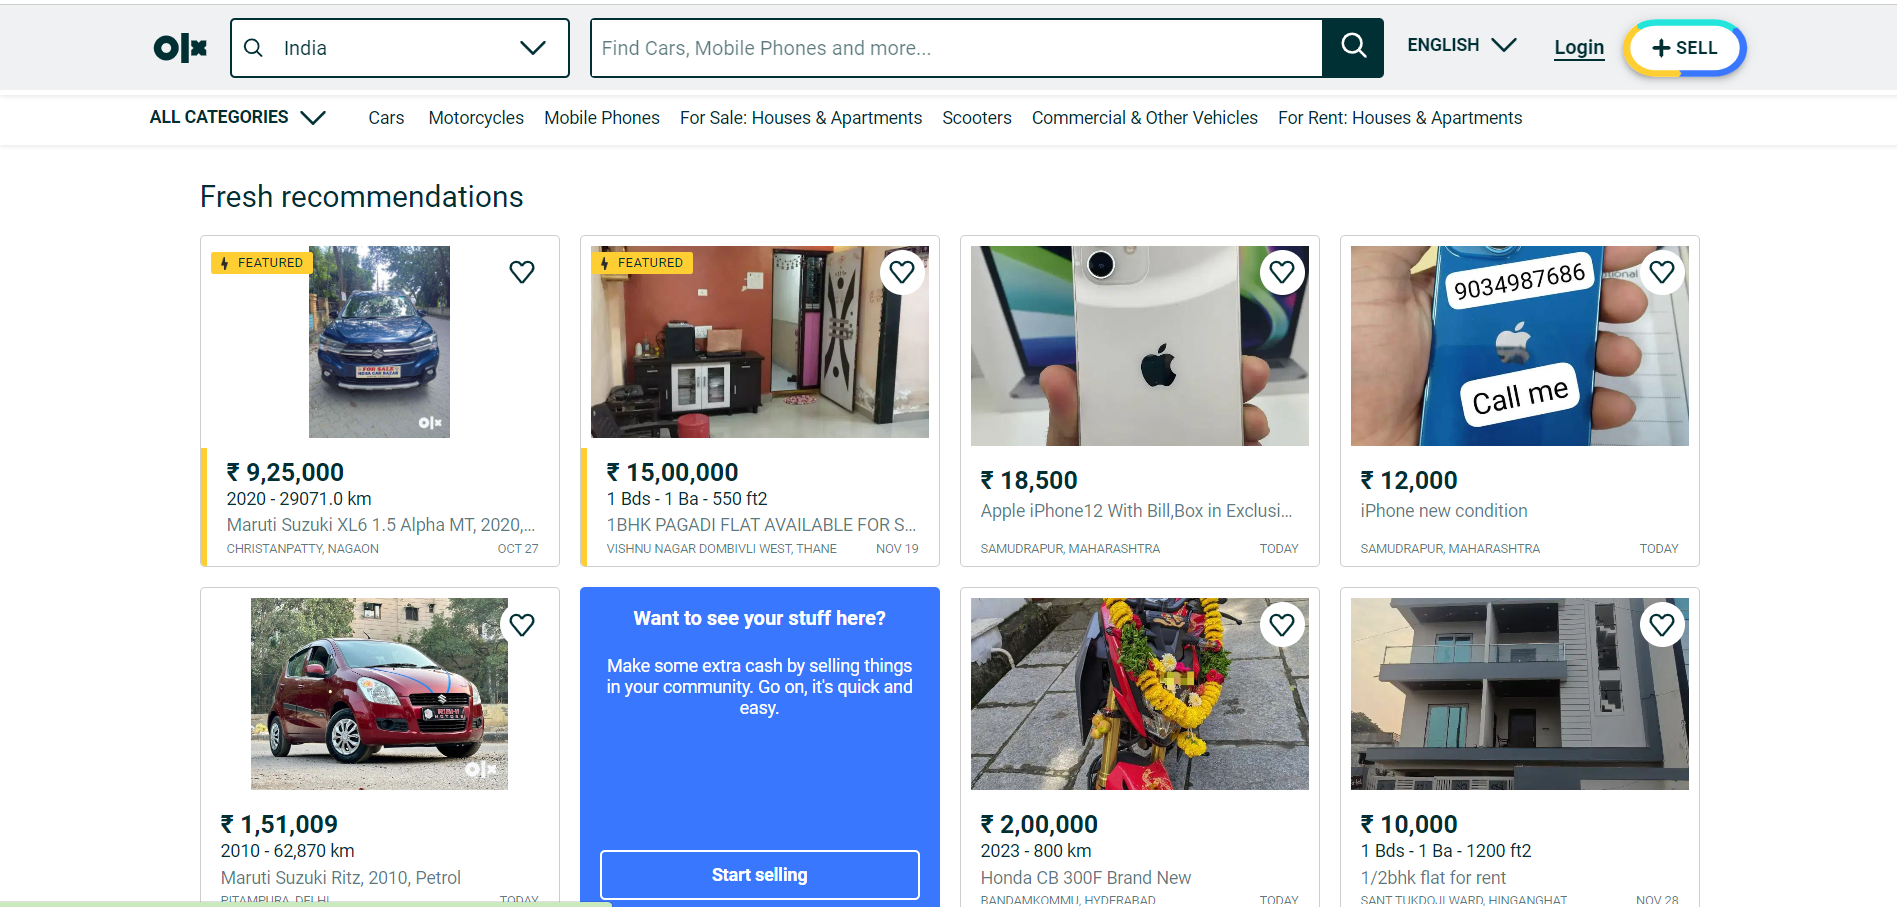 olx
India
Find Cars, Mobile Phones and more...
ENGLISH
Login
SELL
ALL CATEGORIES
Cars
Motorcycles
Mobile Phones
For Sale: Houses & Apartments
Scooters
Commercial & Other Vehicles
For Rent: Houses & Apartments
Fresh recommendations
FEATURED
FOR SALE
olx
₹ 9,25,000
2020 - 29071.0 km
Maruti Suzuki XL6 1.5 Alpha MT, 2020,...
CHRISTANPATTY, NAGAON
OCT 27
FEATURED
₹ 15,00,000
1 Bds - 1 Ba - 550 ft2
1BHK PAGADI FLAT AVAILABLE FOR S...
VISHNU NAGAR DOMBIVLI WEST, THANE
NOV 19
₹ 18,500
Apple iPhone12 With Bill,Box in Exclusi...
SAMUDRAPUR, MAHARASHTRA
TODAY
9034987686
Call me
₹ 12,000
iPhone new condition
SAMUDRAPUR, MAHARASHTRA
TODAY
olx
₹ 1,51,009
2010 - 62,870 km
Maruti Suzuki Ritz, 2010, Petrol
PITAMPURA, DELHI
TODAY
Want to see your stuff here?
Make some extra cash by selling things
in your community. Go on, it's quick and
easy.
Start selling
₹ 2,00,000
2023 - 800 km
Honda CB 300F Brand New
BANDAMKOMMU, HYDERABAD
TODAY
₹ 10,000
1 Bds - 1 Ba - 1200 ft2
1/2bhk flat for rent
SANT TUKDOJI WARD, HINGANGHAT
NOV 28